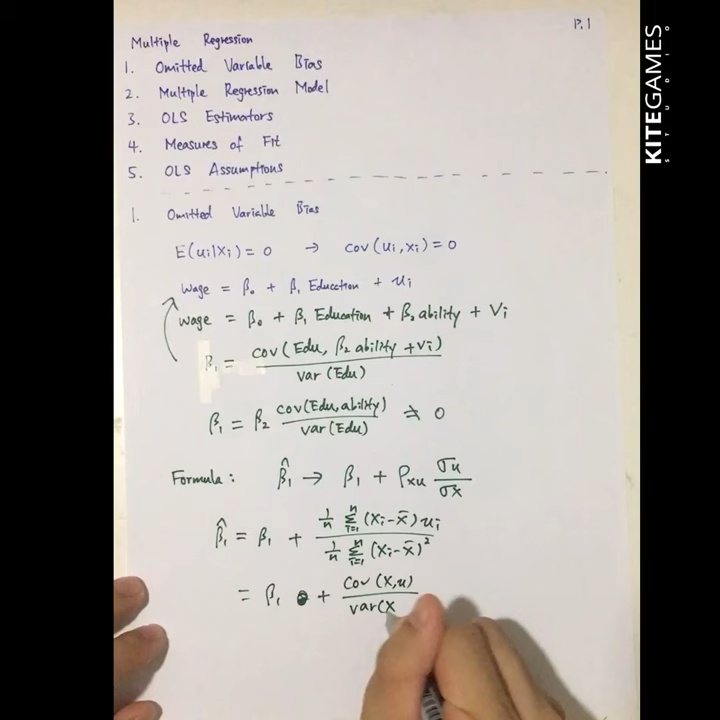 P.1
Multiple Regression
1. Omitted Variable Bias
2. Multiple Regression Model
3. OLS Estimators
4. Measures of Fit
5. OLS Assumptions
1. Omitted Variable Bias
E(ui|xi) = 0 → cov(ui, xi) = 0
wage = β₀ + β₁ Education + ui
wage = β₀ + β₁ Education + β₂ ability + Vi
β₁ = cov(Edu, β₂ ability + Vi) / var(Edu)
β₁ = β₂ cov(Edu, ability) / var(Edu) ≠ 0
Formula: β̂₁ → β₁ + ρxu σu / σx
β̂₁ = β₁ + 1/n Σⁿi=1 (xi - x̄) ui / 1/n Σⁿi=1 (xi - x̄)²
= β₁ + cov(x,u) / var(x
KITEGAMES
STUDIO